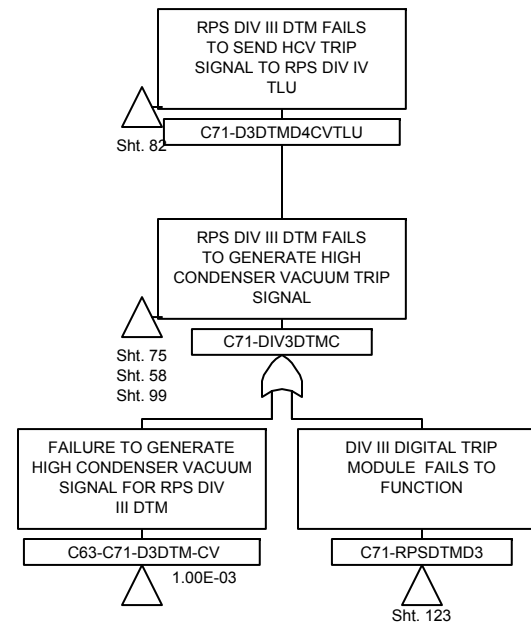 RPS DIV III DTM FAILS
TO SEND HCV TRIP
SIGNAL TO RPS DIV IV
TLU
C71-D3DTMD4CVTLU
Sht. 82
RPS DIV III DTM FAILS
TO GENERATE HIGH
CONDENSER VACUUM TRIP
SIGNAL
C71-DIV3DTMC
Sht. 75
Sht. 58
Sht. 99
FAILURE TO GENERATE
HIGH CONDENSER VACUUM
SIGNAL FOR RPS DIV
III DTM
C63-C71-D3DTM-CV
1.00E-03
DIV III DIGITAL TRIP
MODULE FAILS TO
FUNCTION
C71-RPSDTMD3
Sht. 123